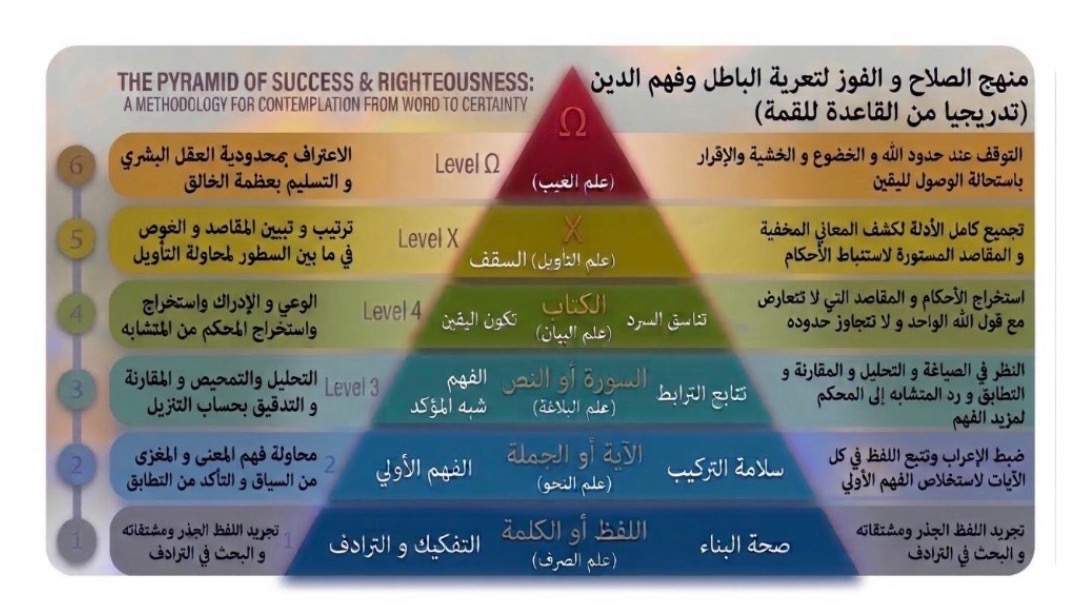 THE PYRAMID OF SUCCESS & RIGHTEOUSNESS:
A METHODOLOGY FOR CONTEMPLATION FROM WORD TO CERTAINTY
منهج الصلاح و الفوز لتعرية الباطل وفهم الدين
(تدريجيا من القاعدة للقمة)
Ω
(علم الغيب)
التوقف عند حدود الله و الخضوع و الخشية والإقرار
باستحالة الوصول لليقين
Level Ω
الاعتراف بمحدودية العقل البشري
و التسليم بعظمة الخالق
6
تجميع كامل الأدلة لكشف المعاني المخفية
و المقاصد المستورة لاستنباط الأحكام
X
(علم التاويل) السقف
Level X
ترتيب و تبيين المقاصد و الغوص
في ما بين السطور لمحاولة التأويل
5
استخراج الأحكام و المقاصد التي لا تتعارض
مع قول الله الواحد و لا تتجاوز حدوده
تناسق السرد
الكتاب
(علم البيان)
تكون اليقين
Level 4
الوعي و الإدراك واستخراج
واستخراج المحكم من المتشابه
4
النظر في الصياغة و التحليل و المقارنة و
التطابق و رد المتشابه إلى المحكم
لمزيد الفهم
تتابع الترابط
السورة أو النص
(علم البلاغة)
الفهم
شبه المؤكد
Level 3
التحليل والتمحيص و المقارنة
و التدقيق بحساب التنزيل
3
ضبط الإعراب وتتبع اللفظ في كل
الآيات لاستخلاص الفهم الأولي
سلامة التركيب
الآية أو الجملة
(علم النحو)
الفهم الأولي
2
محاولة فهم المعنى و المغزى
من السياق و التأكد من التطابق
2
تجريد اللفظ الجذر ومشتقاته
و البحث في الترادف
صحة البناء
اللفظ أو الكلمة
(علم الصرف)
التفكيك و الترادف
1
تجريد اللفظ الجذر ومشتقاته
و البحث في الترادف
1